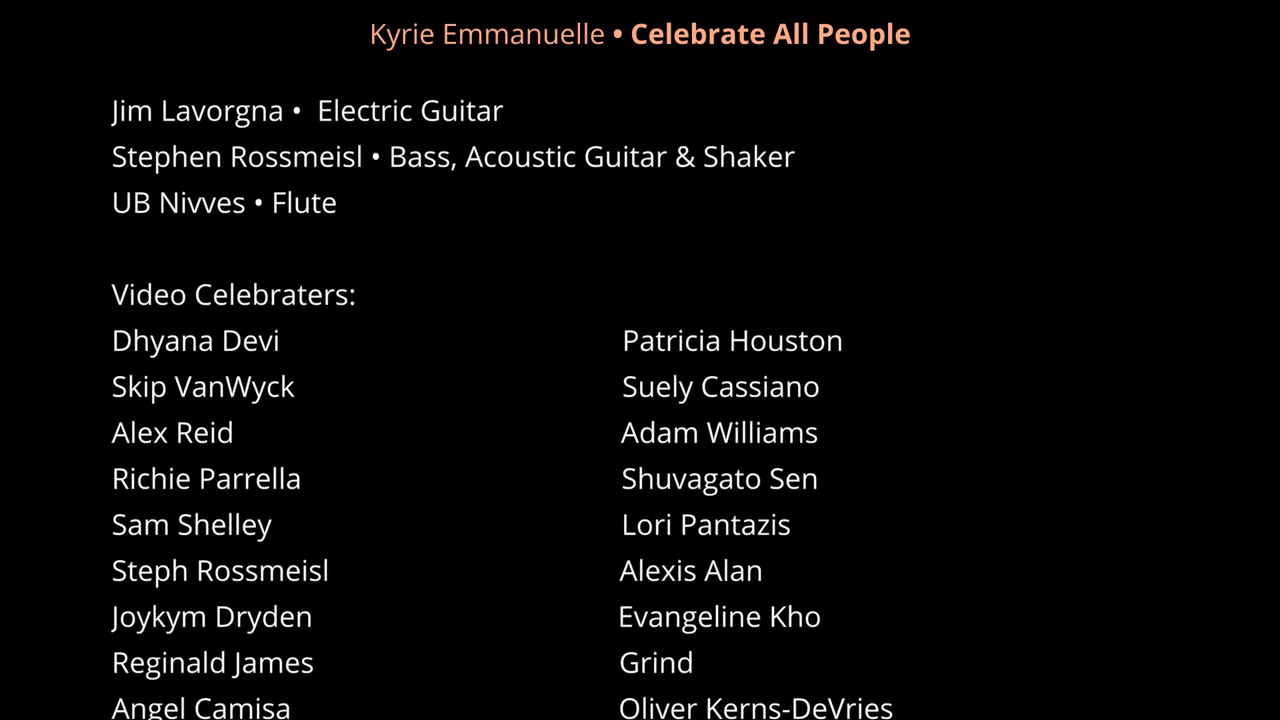 Kyrie Emmanuelle • Celebrate All People
Jim Lavorgna • Electric Guitar
Stephen Rossmeisl • Bass, Acoustic Guitar & Shaker
UB Nivves • Flute
Video Celebraters:
Dhyana Devi Patricia Houston
Skip VanWyck Suely Cassiano
Alex Reid Adam Williams
Richie Parrella Shuvagato Sen
Sam Shelley Lori Pantazis
Steph Rossmeisl Alexis Alan
Joykym Dryden Evangeline Kho
Reginald James Grind
Angel Camisa Oliver Kerns-DeVries